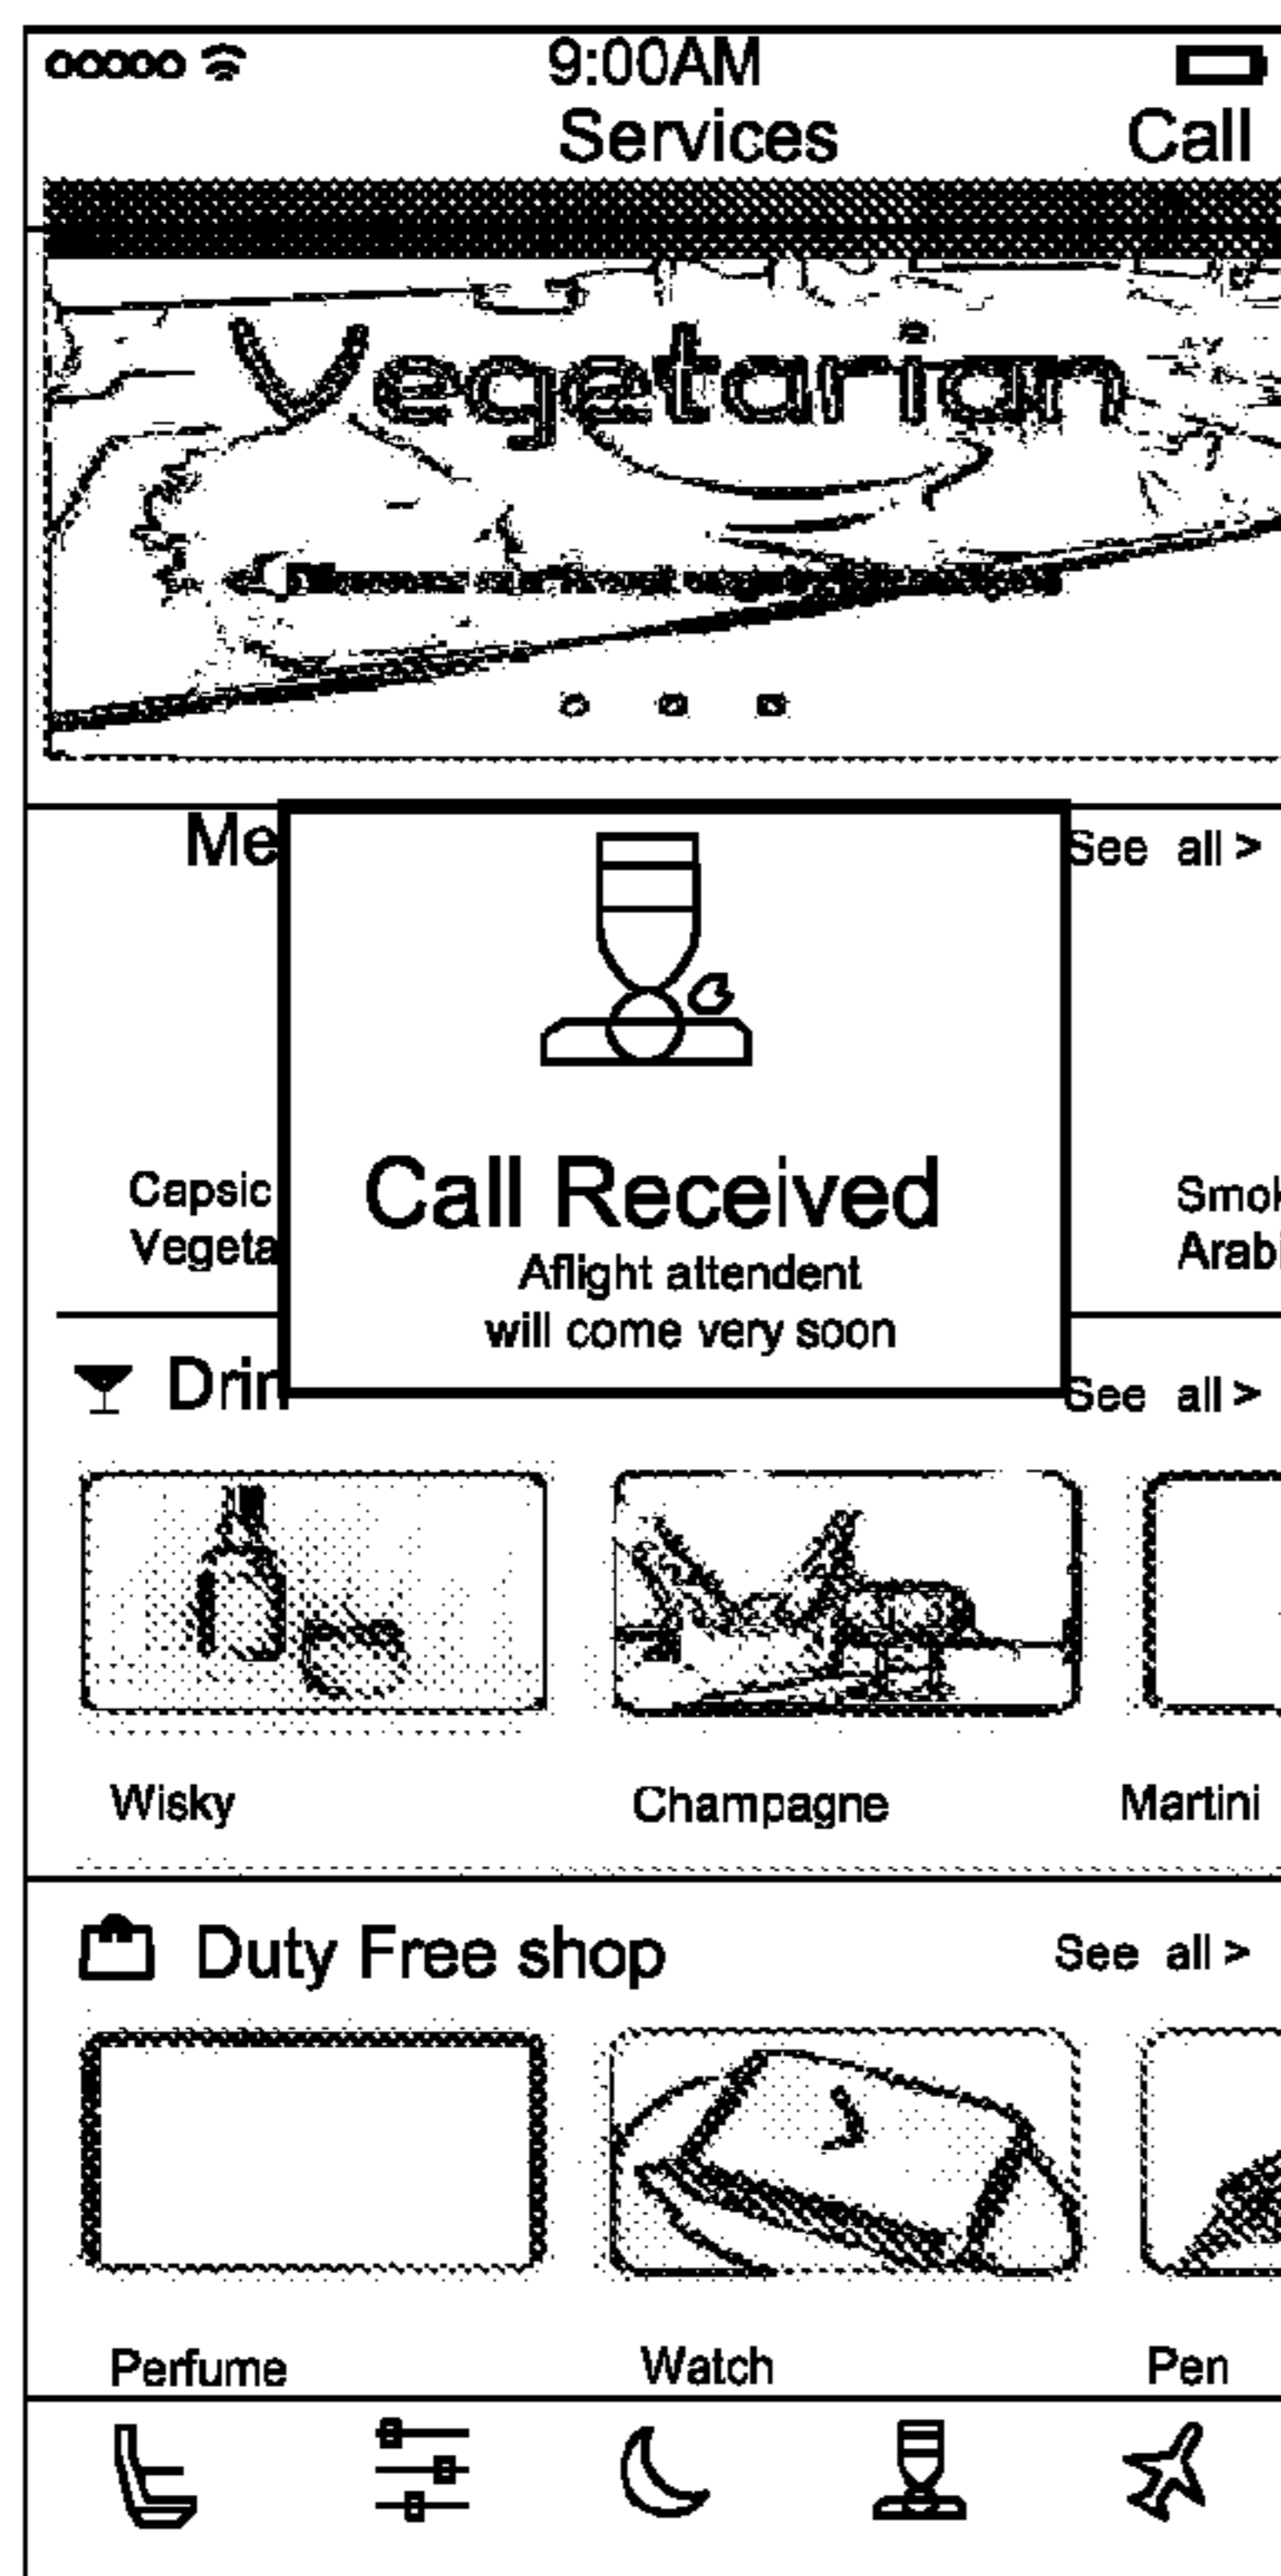 9:00AM
Services Call
Vegetarian
Me See all >
Capsic Smok
Vegeta Arabi
Call Received
Aflight attendent
will come very soon
Drin See all >
Wisky Champagne Martini
Duty Free shop See all >
Perfume Watch Pen